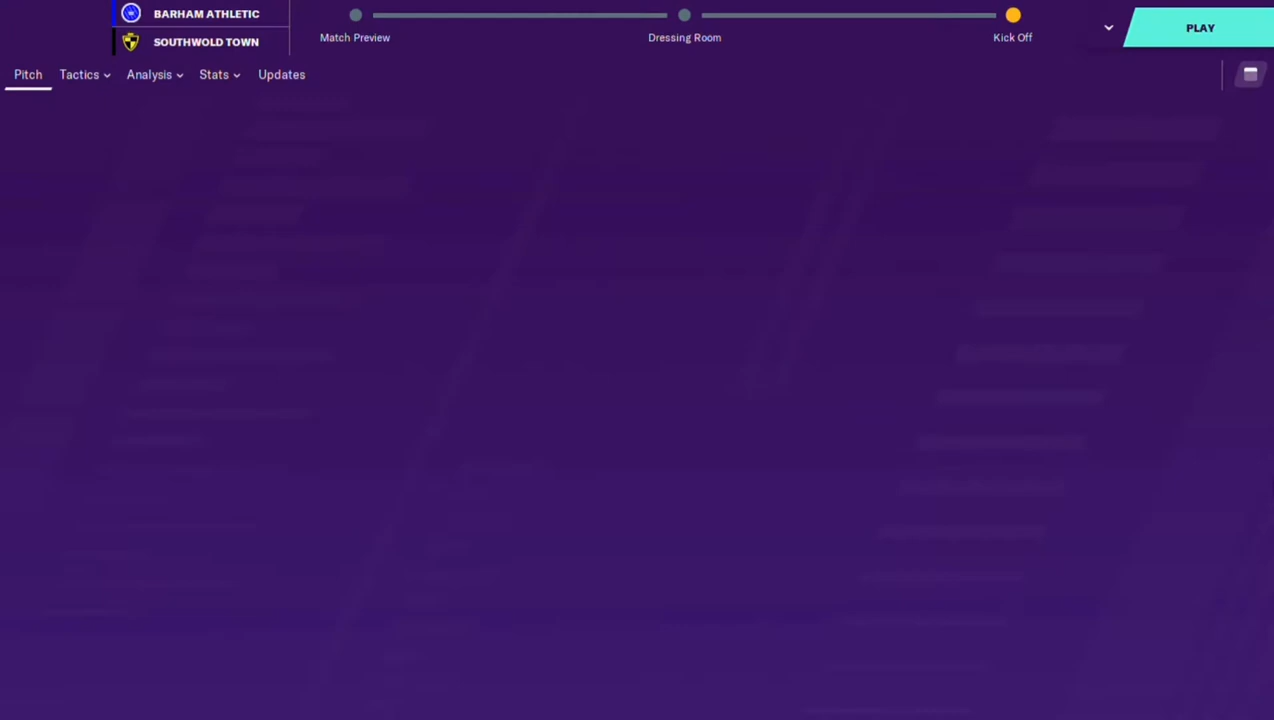 BARHAM ATHLETIC
SOUTHWOLD TOWN
Match Preview
Dressing Room
Kick Off
PLAY
Pitch
Tactics
Analysis
Stats
Updates